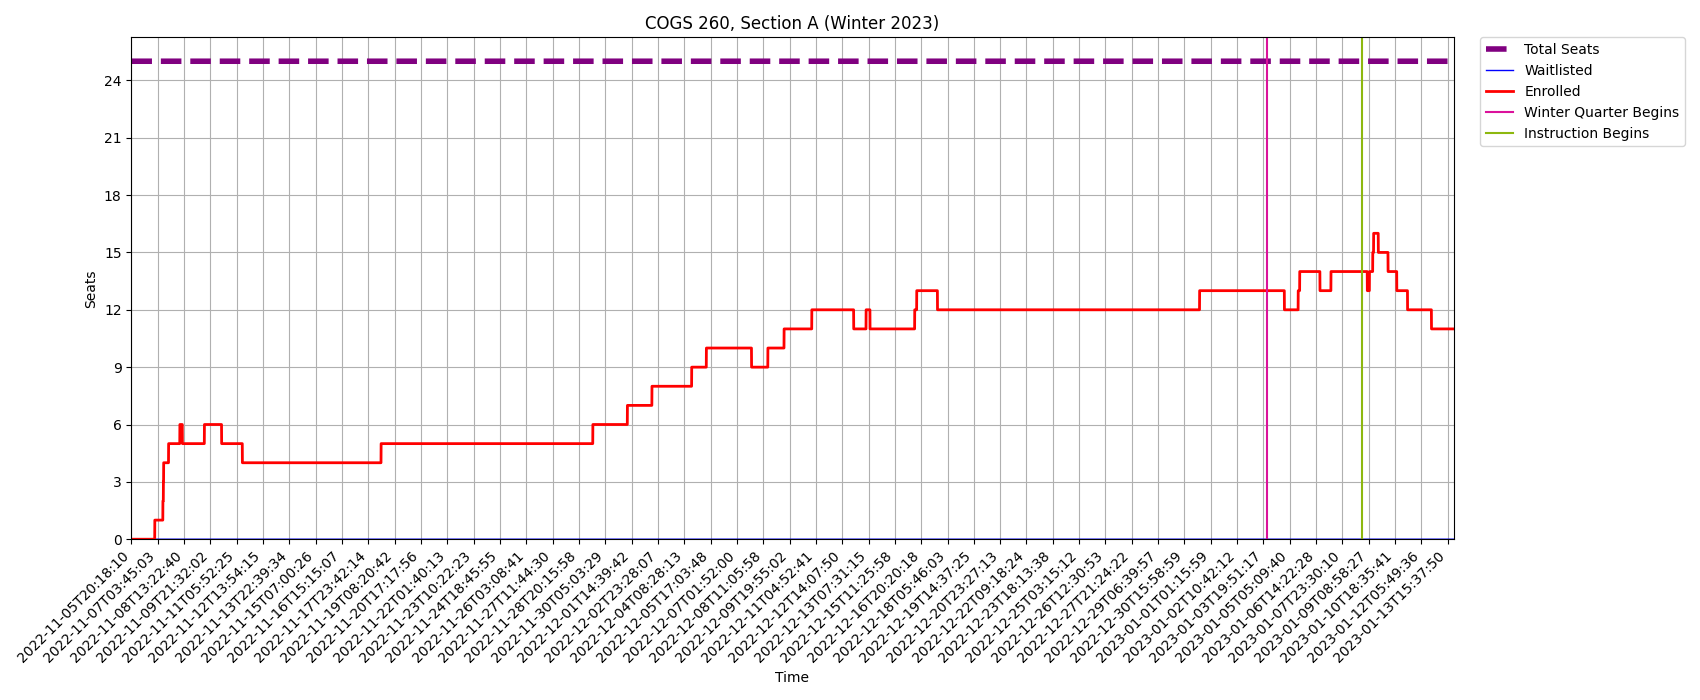 COGS 260, Section A (Winter 2023)
Total Seats
Waitlisted
Enrolled
Winter Quarter Begins
Instruction Begins
Seats
24
21
18
15
12
9
6
3
0
2022-11-05T20:18:10
2022-11-07T03:45:03
2022-11-08T13:22:40
2022-11-09T21:32:02
2022-11-11T05:52:25
2022-11-12T13:54:15
2022-11-13T22:39:34
2022-11-15T07:00:26
2022-11-16T15:15:07
2022-11-17T23:42:14
2022-11-19T08:20:42
2022-11-20T17:17:56
2022-11-22T01:40:13
2022-11-23T10:22:23
2022-11-24T18:45:55
2022-11-26T03:08:41
2022-11-27T11:44:30
2022-11-28T20:15:58
2022-11-30T05:03:29
2022-12-01T14:39:42
2022-12-02T23:28:07
2022-12-04T08:28:13
2022-12-05T17:03:48
2022-12-07T01:52:00
2022-12-08T11:05:58
2022-12-09T19:55:02
2022-12-11T04:52:41
2022-12-12T14:07:50
2022-12-13T07:31:15
2022-12-15T11:25:58
2022-12-16T20:20:18
2022-12-18T05:46:03
2022-12-19T14:37:25
2022-12-20T23:27:13
2022-12-22T09:18:24
2022-12-23T18:13:38
2022-12-25T03:15:12
2022-12-26T12:30:53
2022-12-27T21:24:22
2022-12-29T06:39:57
2022-12-30T15:58:59
2023-01-01T01:15:59
2023-01-02T10:42:12
2023-01-03T19:51:17
2023-01-05T05:09:40
2023-01-06T14:22:28
2023-01-07T23:30:16
2023-01-09T08:58:27
2023-01-10T18:35:41
2023-01-12T05:49:36
2023-01-13T15:37:50
Time